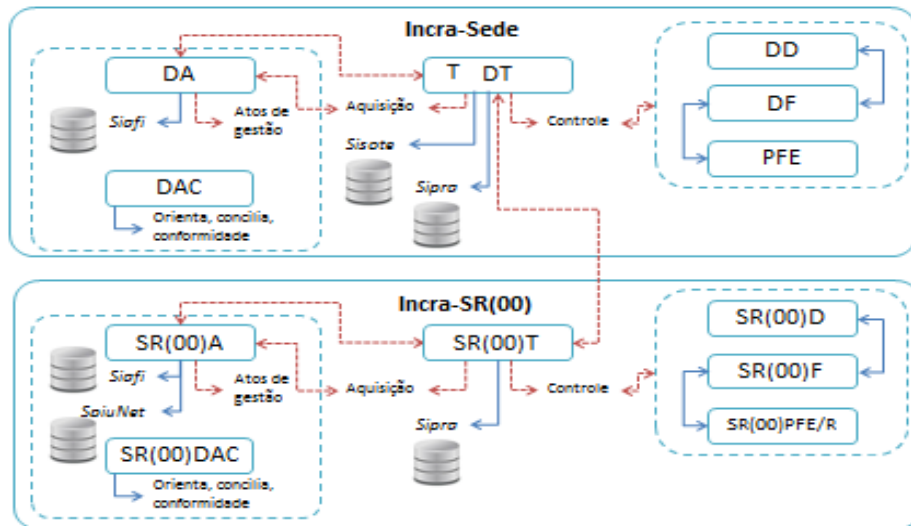 Incra-Sede
DA
T DT
DD
DF
PFE
Siafi
Atos de
gestão
Aquisição
Controle
Sisote
Sipra
DAC
Orienta, concilia,
conformidade
Incra-SR(00)
SR(00)A
SR(00)T
SR(00)D
SR(00)F
SR(00)PFE/R
Siafi
Atos de
gestão
Aquisição
Controle
SpiuNet
Sipra
SR(00)DAC
Orienta, concilia,
conformidade